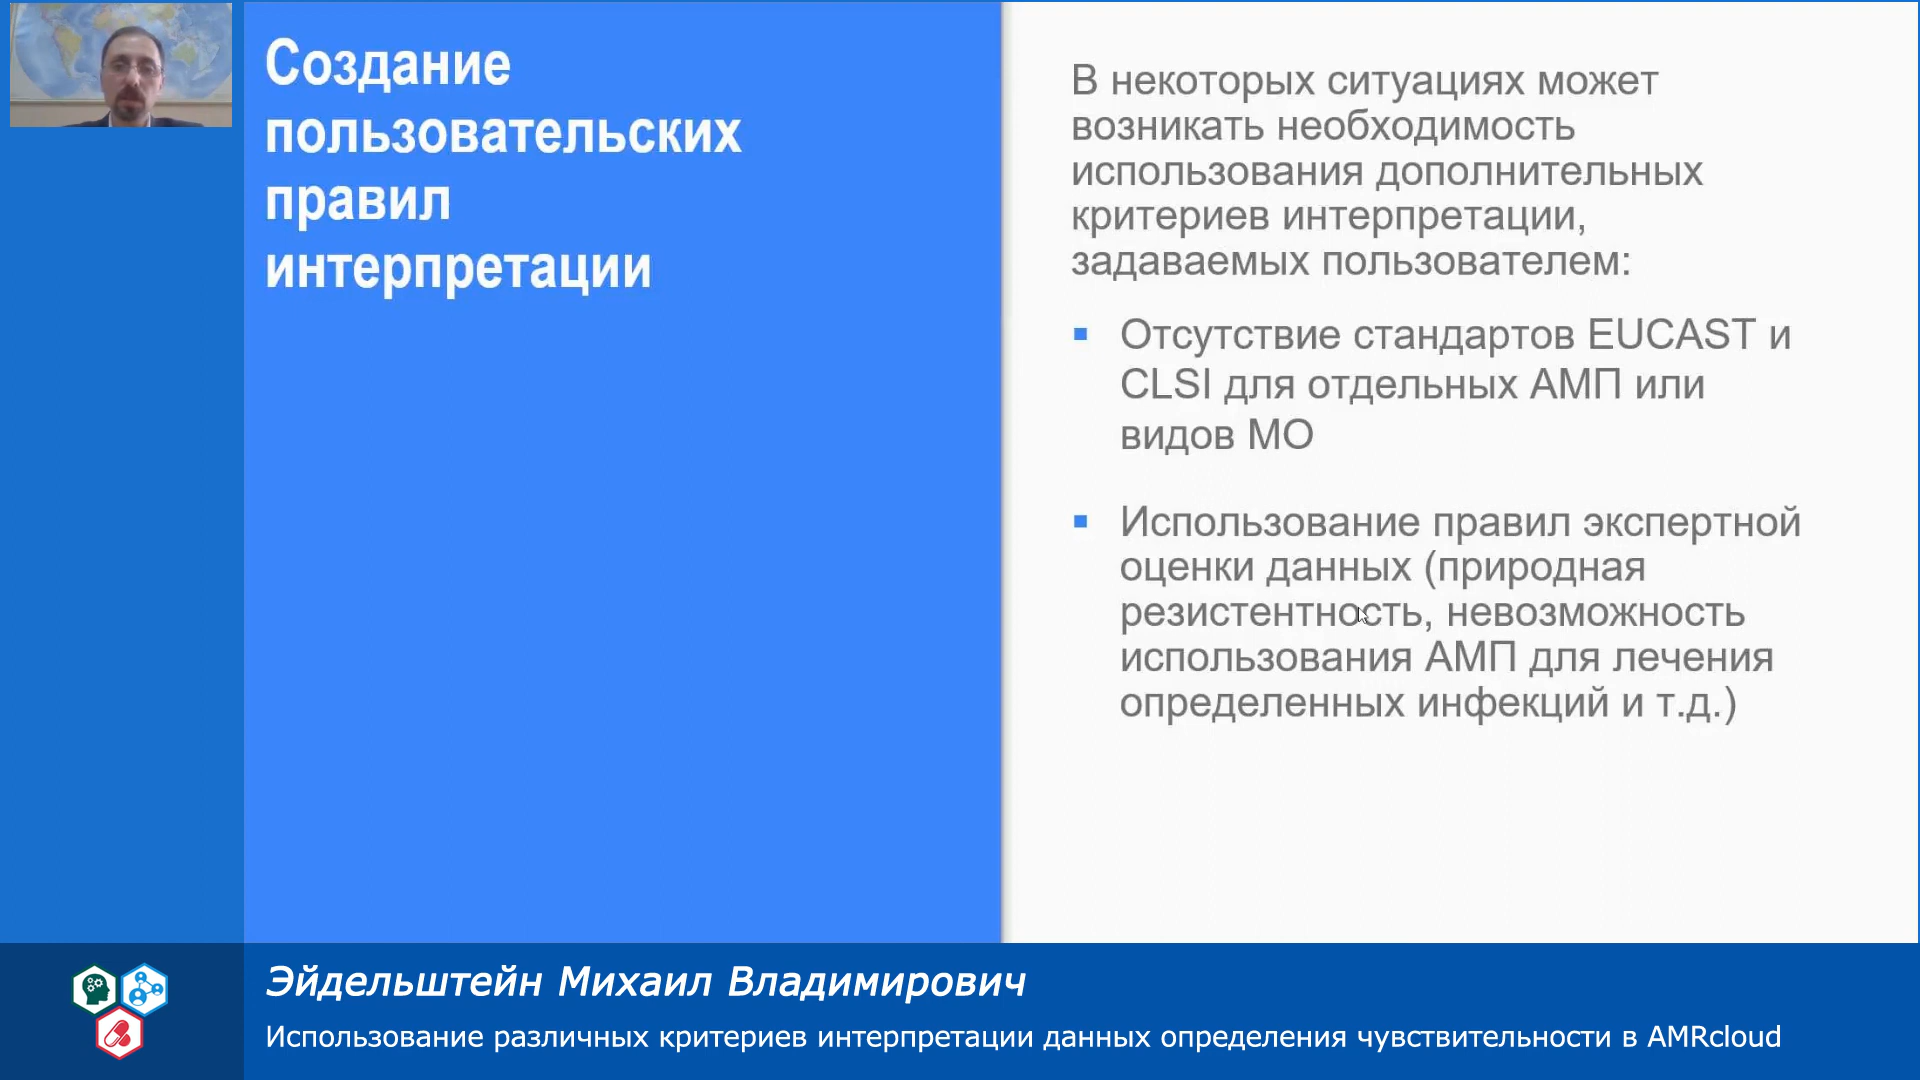 Создание
пользовательских
правил
интерпретации
В некоторых ситуациях может
возникать необходимость
использования дополнительных
критериев интерпретации,
задаваемых пользователем:
Отсутствие стандартов EUCAST и
CLSI для отдельных АМП или
видов МО
Использование правил экспертной
оценки данных (природная
резистентность, невозможность
использования АМП для лечения
определенных инфекций и т.д.)
Эйдельштейн Михаил Владимирович
Использование различных критериев интерпретации данных определения чувствительности в AMRcloud